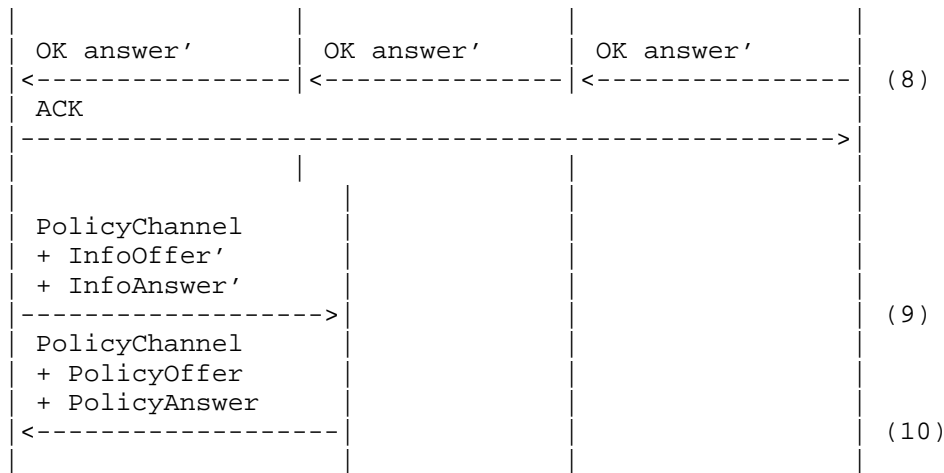 |                 |                |                 |
| OK answer’      | OK answer’     | OK answer’      |
|<----------------|<---------------|<----------------| (8)
| ACK                                                |
|--------------------------------------------------->|
|                 |                |                 |
|                    |             |                 |
| PolicyChannel      |             |                 |
| + InfoOffer’       |             |                 |
| + InfoAnswer’      |             |                 |
|------------------->|             |                 | (9)
| PolicyChannel      |             |                 |
| + PolicyOffer      |             |                 |
| + PolicyAnswer     |             |                 |
|<-------------------|             |                 | (10)
|                    |             |                 |